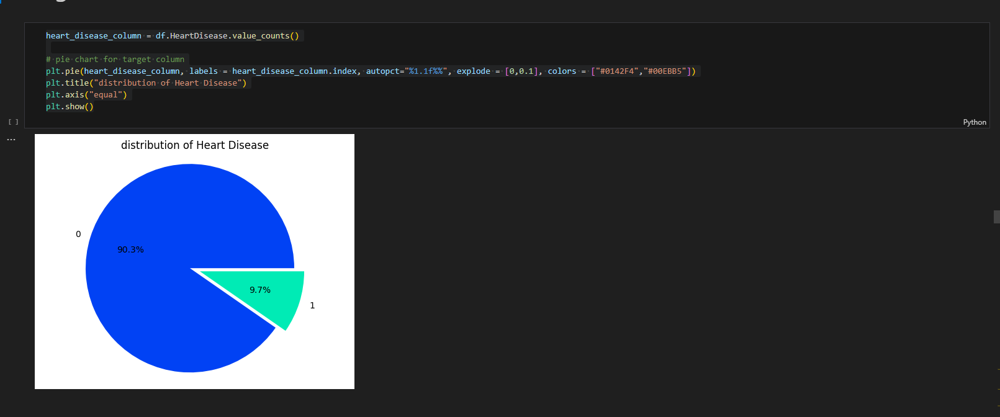 heart_disease_column = df.HeartDisease.value_counts()
# pie chart for target column
plt.pie(heart_disease_column, labels = heart_disease_column.index, autopct="%1.1f%%", explode = [0,0.1], colors = ["#0142F4","#00EBB5"])
plt.title("distribution of Heart Disease")
plt.axis("equal")
plt.show()
[ ]
Python
...
distribution of Heart Disease
0
90.3%
9.7%
1